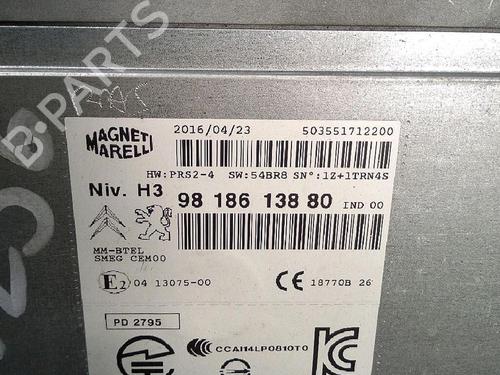 B-PARTS
MAGNETI
MARELLI
2016/04/23 503551712200
HW:PRS2-4 SW:54BR8 SN°:1Z+1TRN4S
Niv. H3 98 186 138 80 IND 00
MM-BTEL
SMEG CEM00
E2 04 13075-00 CE 18770B 26
PD 2795
CCAI14LP0810T0